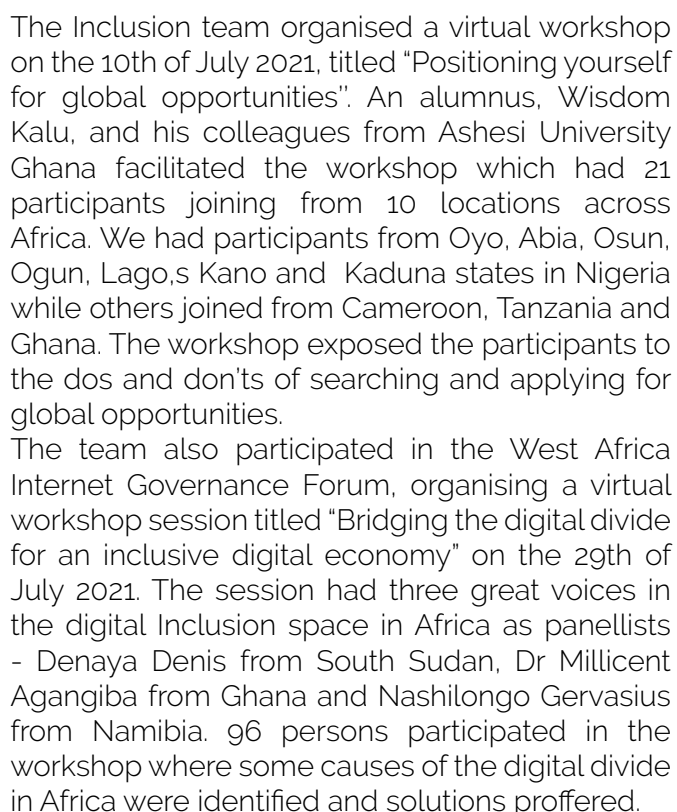 The Inclusion team organised a virtual workshop
on the 10th of July 2021, titled “Positioning yourself
for global opportunities’’. An alumnus, Wisdom
Kalu, and his colleagues from Ashesi University
Ghana facilitated the workshop which had 21
participants joining from 10 locations across
Africa. We had participants from Oyo, Abia, Osun,
Ogun, Lago,s Kano and  Kaduna states in Nigeria
while others joined from Cameroon, Tanzania and
Ghana. The workshop exposed the participants to
the dos and don’ts of searching and applying for
global opportunities.
The team also participated in the West Africa
Internet Governance Forum, organising a virtual
workshop session titled “Bridging the digital divide
for an inclusive digital economy” on the 29th of
July 2021. The session had three great voices in
the digital Inclusion space in Africa as panellists
- Denaya Denis from South Sudan, Dr Millicent
Agangiba from Ghana and Nashilongo Gervasius
from Namibia. 96 persons participated in the
workshop where some causes of the digital divide
in Africa were identified and solutions proffered.